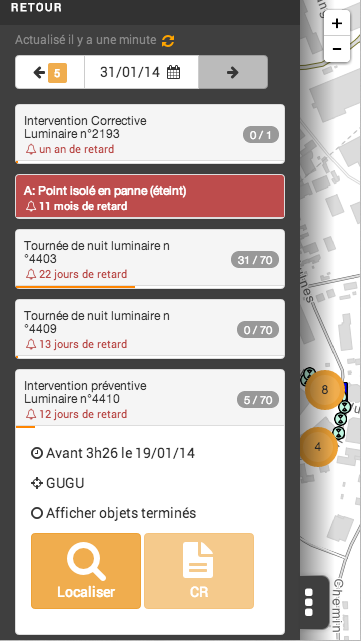 RETOUR
Actualisé il y a une minute
5
31/01/14
Intervention Corrective
Luminaire n°2193
0 / 1
un an de retard
A: Point isolé en panne (éteint)
11 mois de retard
Tournée de nuit luminaire n
°4403
31 / 70
22 jours de retard
Tournée de nuit luminaire n
°4409
0 / 70
13 jours de retard
Intervention préventive
Luminaire n°4410
5 / 70
12 jours de retard
Avant 3h26 le 19/01/14
GUGU
Afficher objets terminés
Localiser
CR
+
−
8
4
Chemin